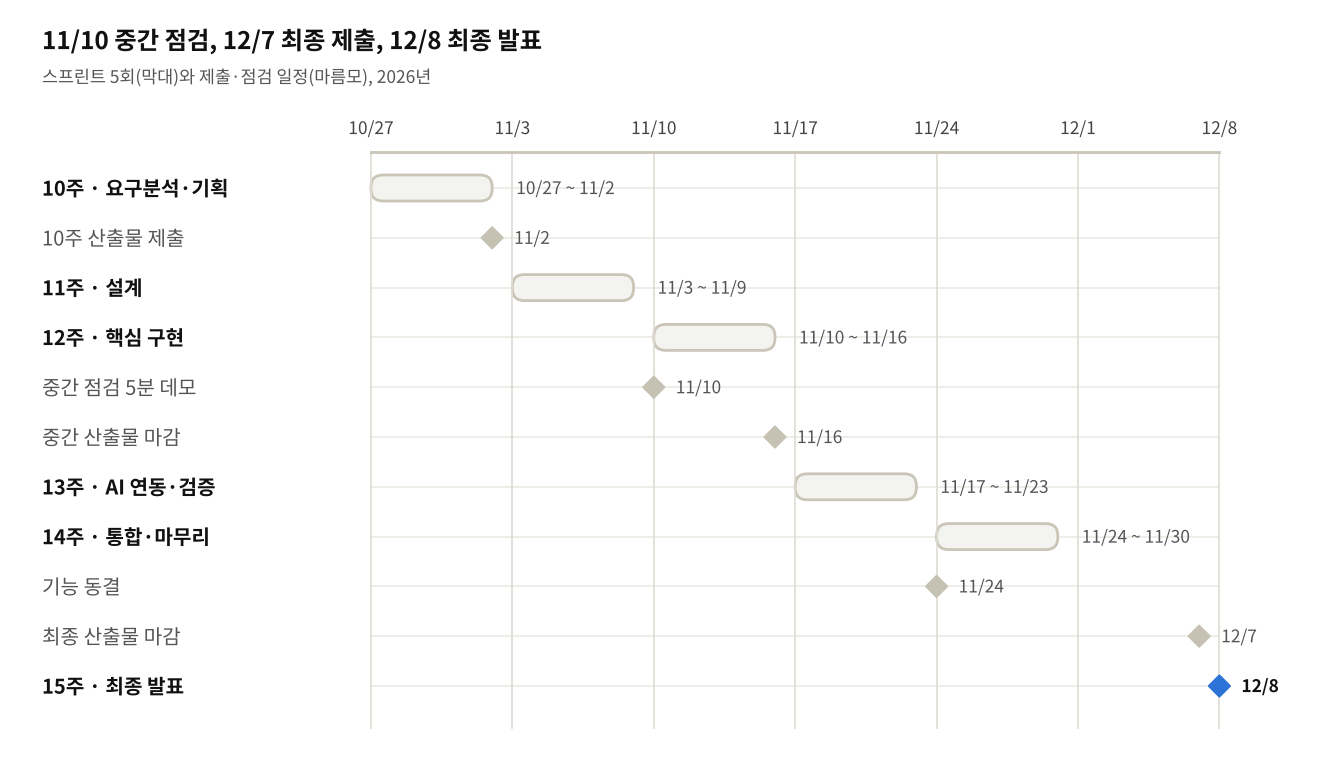 11/10 중간 점검, 12/7 최종 제출, 12/8 최종 발표
스프린트 5회(막대)와 제출·점검 일정(마름모), 2026년
10/27 11/3 11/10 11/17 11/24 12/1 12/8
10주 · 요구분석·기획 10/27 ~ 11/2
10주 산출물 제출 11/2
11주 · 설계 11/3 ~ 11/9
12주 · 핵심 구현 11/10 ~ 11/16
중간 점검 5분 데모 11/10
중간 산출물 마감 11/16
13주 · AI 연동·검증 11/17 ~ 11/23
14주 · 통합·마무리 11/24 ~ 11/30
기능 동결 11/24
최종 산출물 마감 12/7
15주 · 최종 발표 12/8